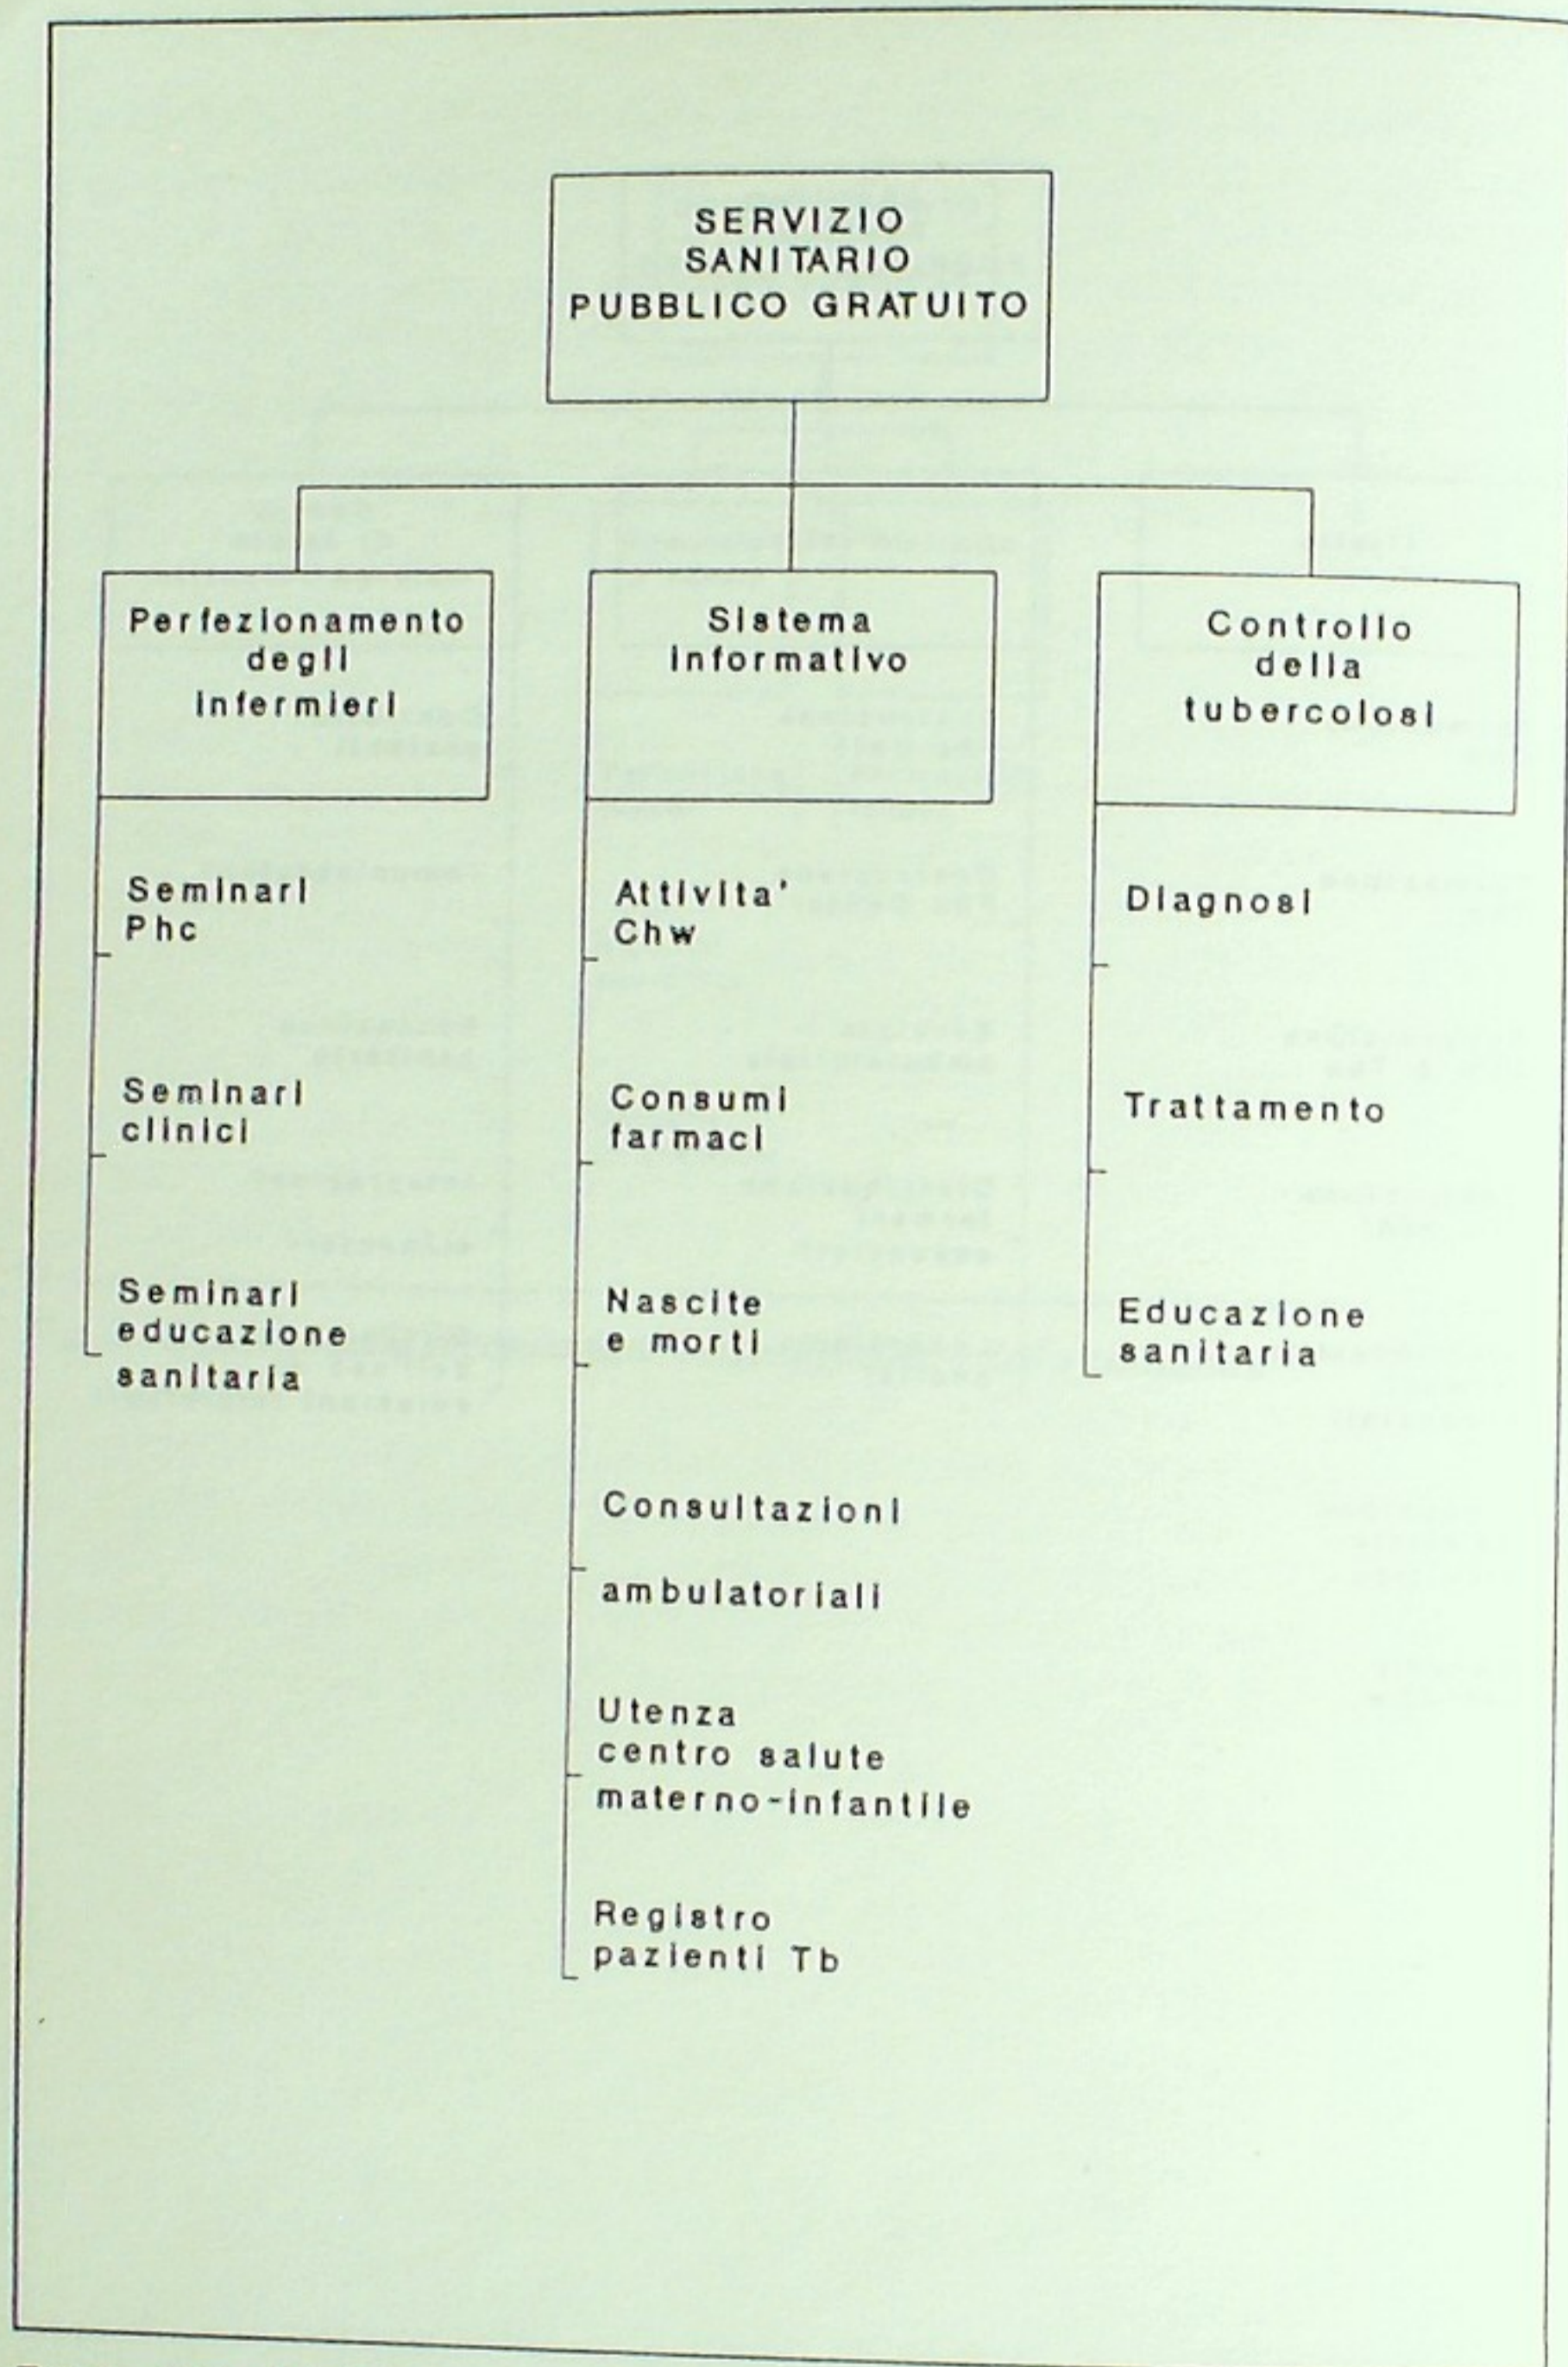 SERVIZIO
SANITARIO
PUBBLICO GRATUITO
Perfezionamento
degli
infermieri
Sistema
informativo
Controllo
della
tubercolosi
Seminari
Phc
Seminari
clinici
Seminari
educazione
sanitaria
Attivita'
Chw
Consumi
farmaci
Nascite
e morti
Consultazioni
ambulatoriali
Utenza
centro salute
materno-infantile
Registro
pazienti Tb
Diagnosi
Trattamento
Educazione
sanitaria